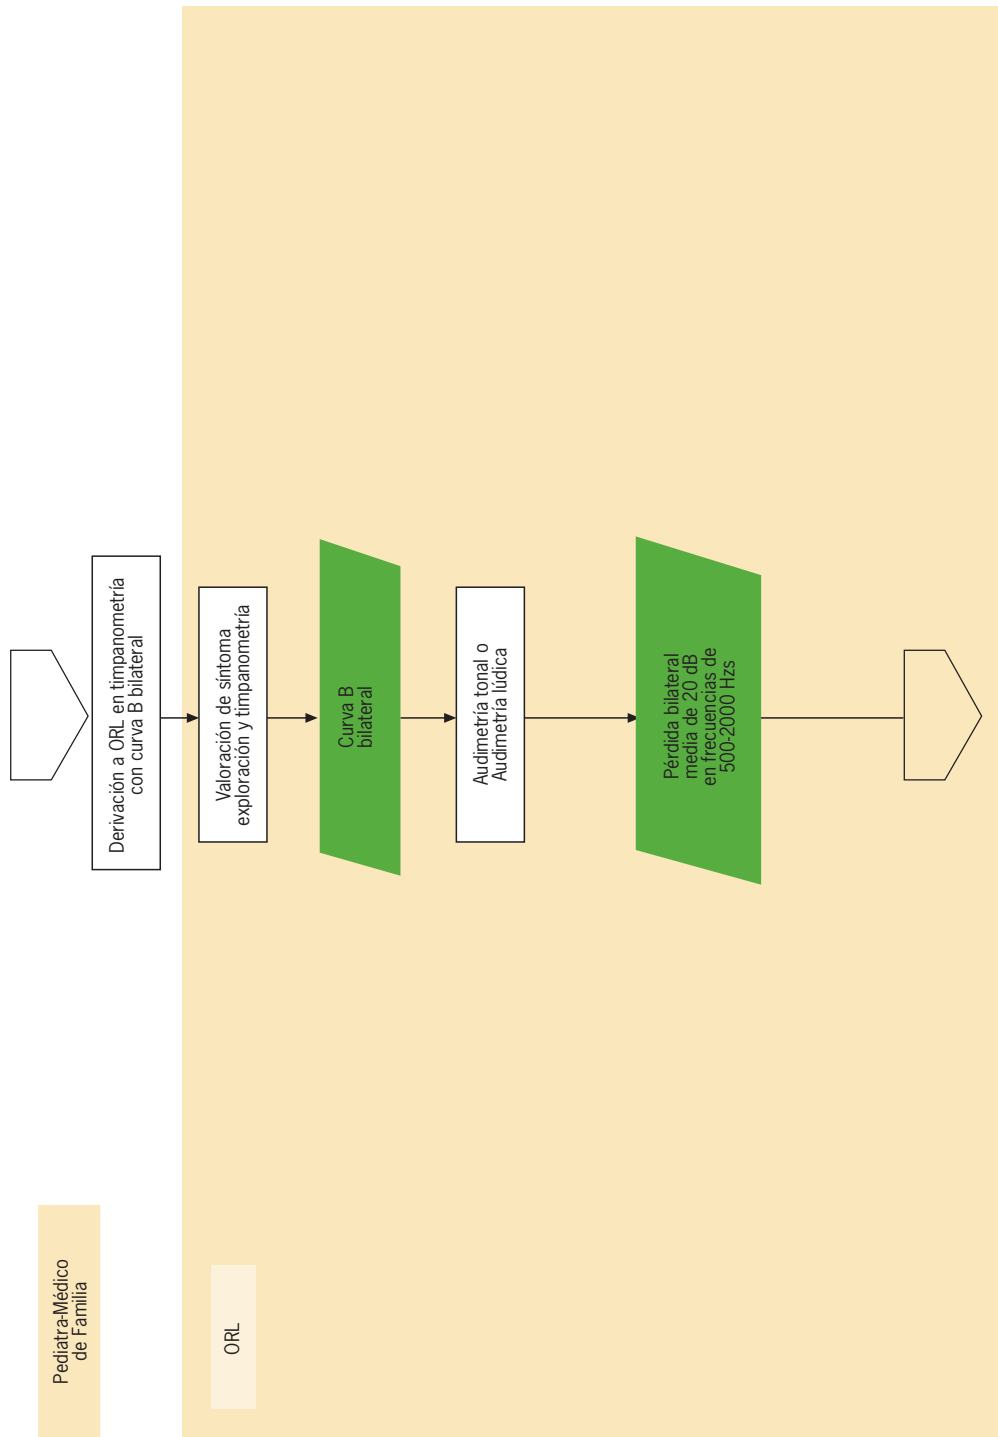 Pediatra-Médico
de Familia
Derivación a ORL en timpanometría
con curva B bilateral
ORL
Valoración de síntoma
exploración y timpanometría
Curva B
bilateral
Audimetría tonal o
Audimetría lúdica
Pérdida bilateral
media de 20 dB
en frecuencias de
500-2000 Hzs